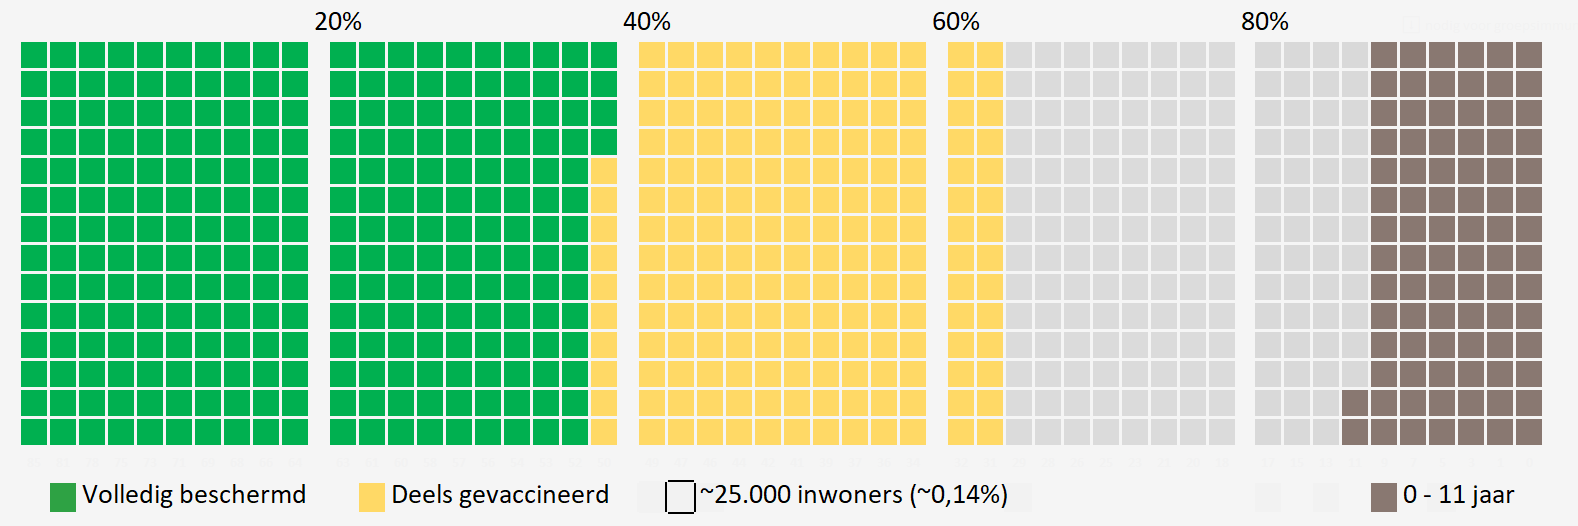 20% 40% 60% 80%
Volledig beschermd Deels gevaccineerd ~25.000 inwoners (~0,14%) 0 - 11 jaar